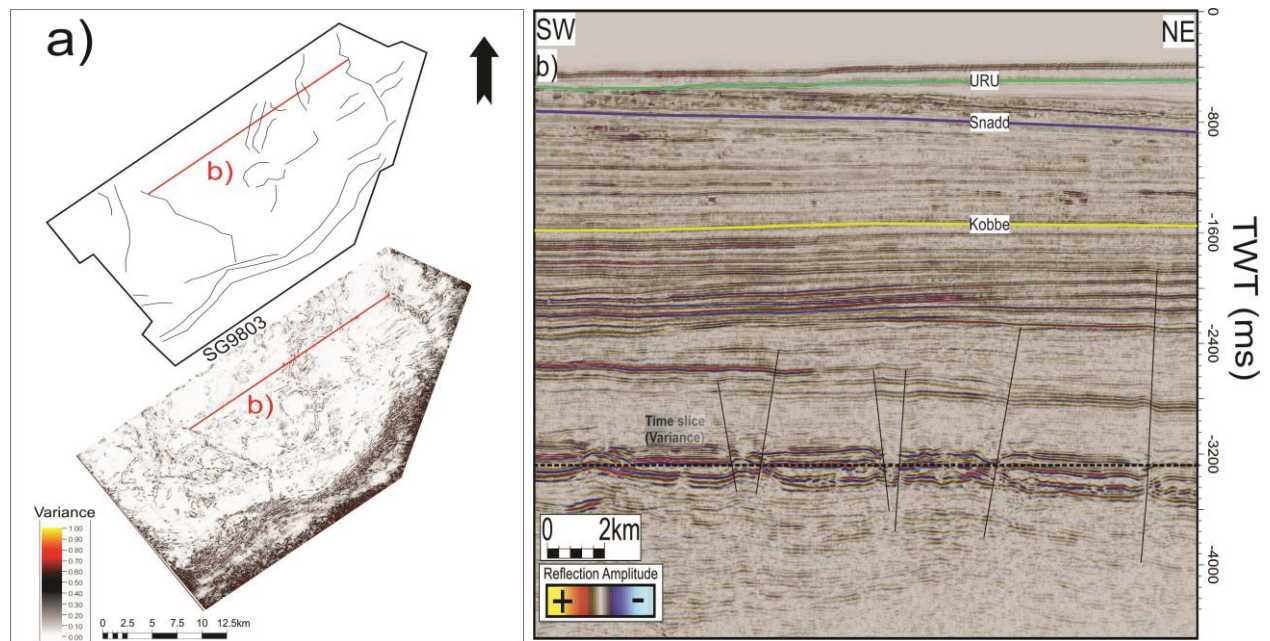 a)
b)
SG9803
b)
Variance
1.00
0.90
0.80
0.70
0.60
0.50
0.40
0.30
0.20
0.10
0.00
0 2.5 5 7.5 10 12.5km
SW
NE
b)
URU
Snadd
Kobbe
Time slice
(Variance)
0 2km
Reflection Amplitude
+ -
0
-800
-1600
-2400
-3200
-4000
TWT (ms)